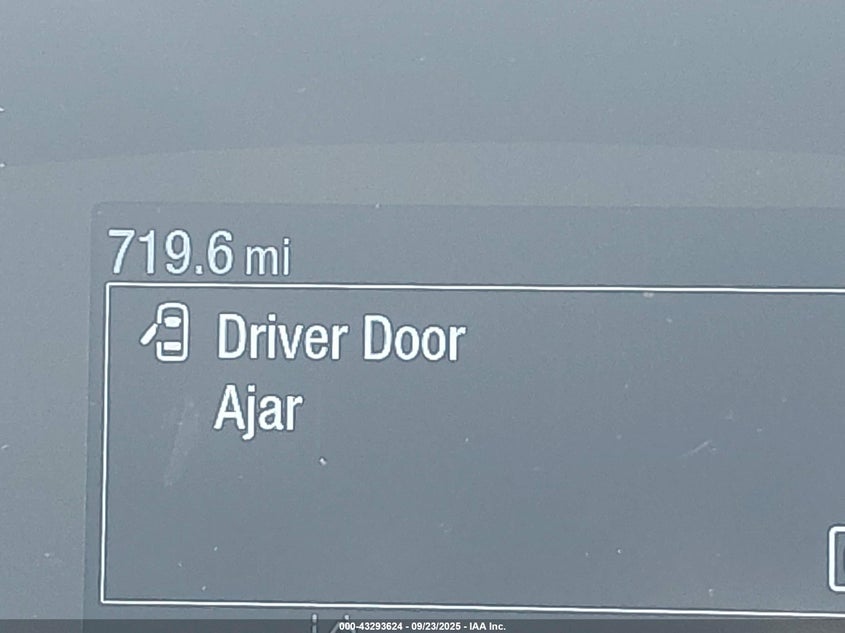 719.6 mi
Driver Door
Ajar
000-43293624 - 09/23/2025 - IAA Inc.